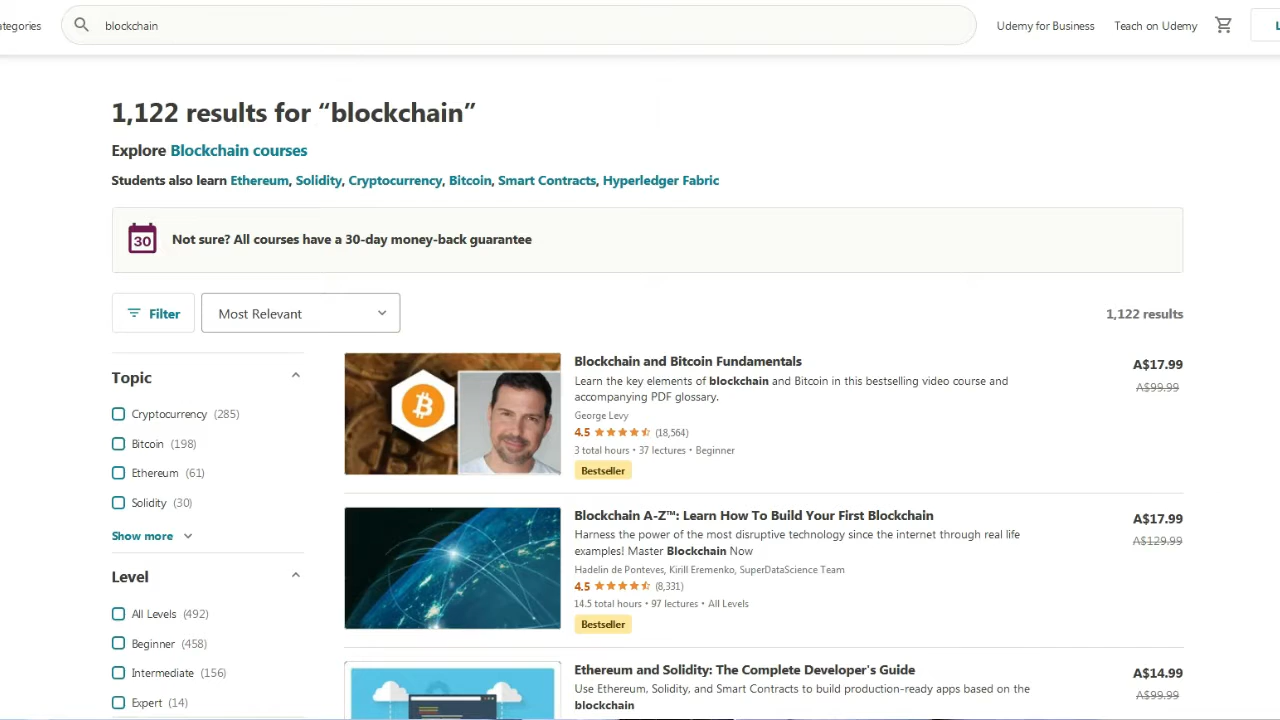 ategories
blockchain
Udemy for Business
Teach on Udemy
L
1,122 results for “blockchain”
Explore Blockchain courses
Students also learn Ethereum, Solidity, Cryptocurrency, Bitcoin, Smart Contracts, Hyperledger Fabric
30
Not sure? All courses have a 30-day money-back guarantee
Filter
Most Relevant
1,122 results
Topic
Cryptocurrency (285)
Bitcoin (198)
Ethereum (61)
Solidity (30)
Show more
Level
All Levels (492)
Beginner (458)
Intermediate (156)
Expert (14)
Blockchain and Bitcoin Fundamentals
A$17.99
Learn the key elements of blockchain and Bitcoin in this bestselling video course and
A$99.99
accompanying PDF glossary.
George Levy
4.5 (18,564)
3 total hours • 37 lectures • Beginner
Bestseller
Blockchain A-Z™: Learn How To Build Your First Blockchain
A$17.99
Harness the power of the most disruptive technology since the internet through real life
A$129.99
examples! Master Blockchain Now
Hadelin de Ponteves, Kirill Eremenko, SuperDataScience Team
4.5 (8,331)
14.5 total hours • 97 lectures • All Levels
Bestseller
Ethereum and Solidity: The Complete Developer's Guide
A$14.99
Use Ethereum, Solidity, and Smart Contracts to build production-ready apps based on the
A$99.99
blockchain